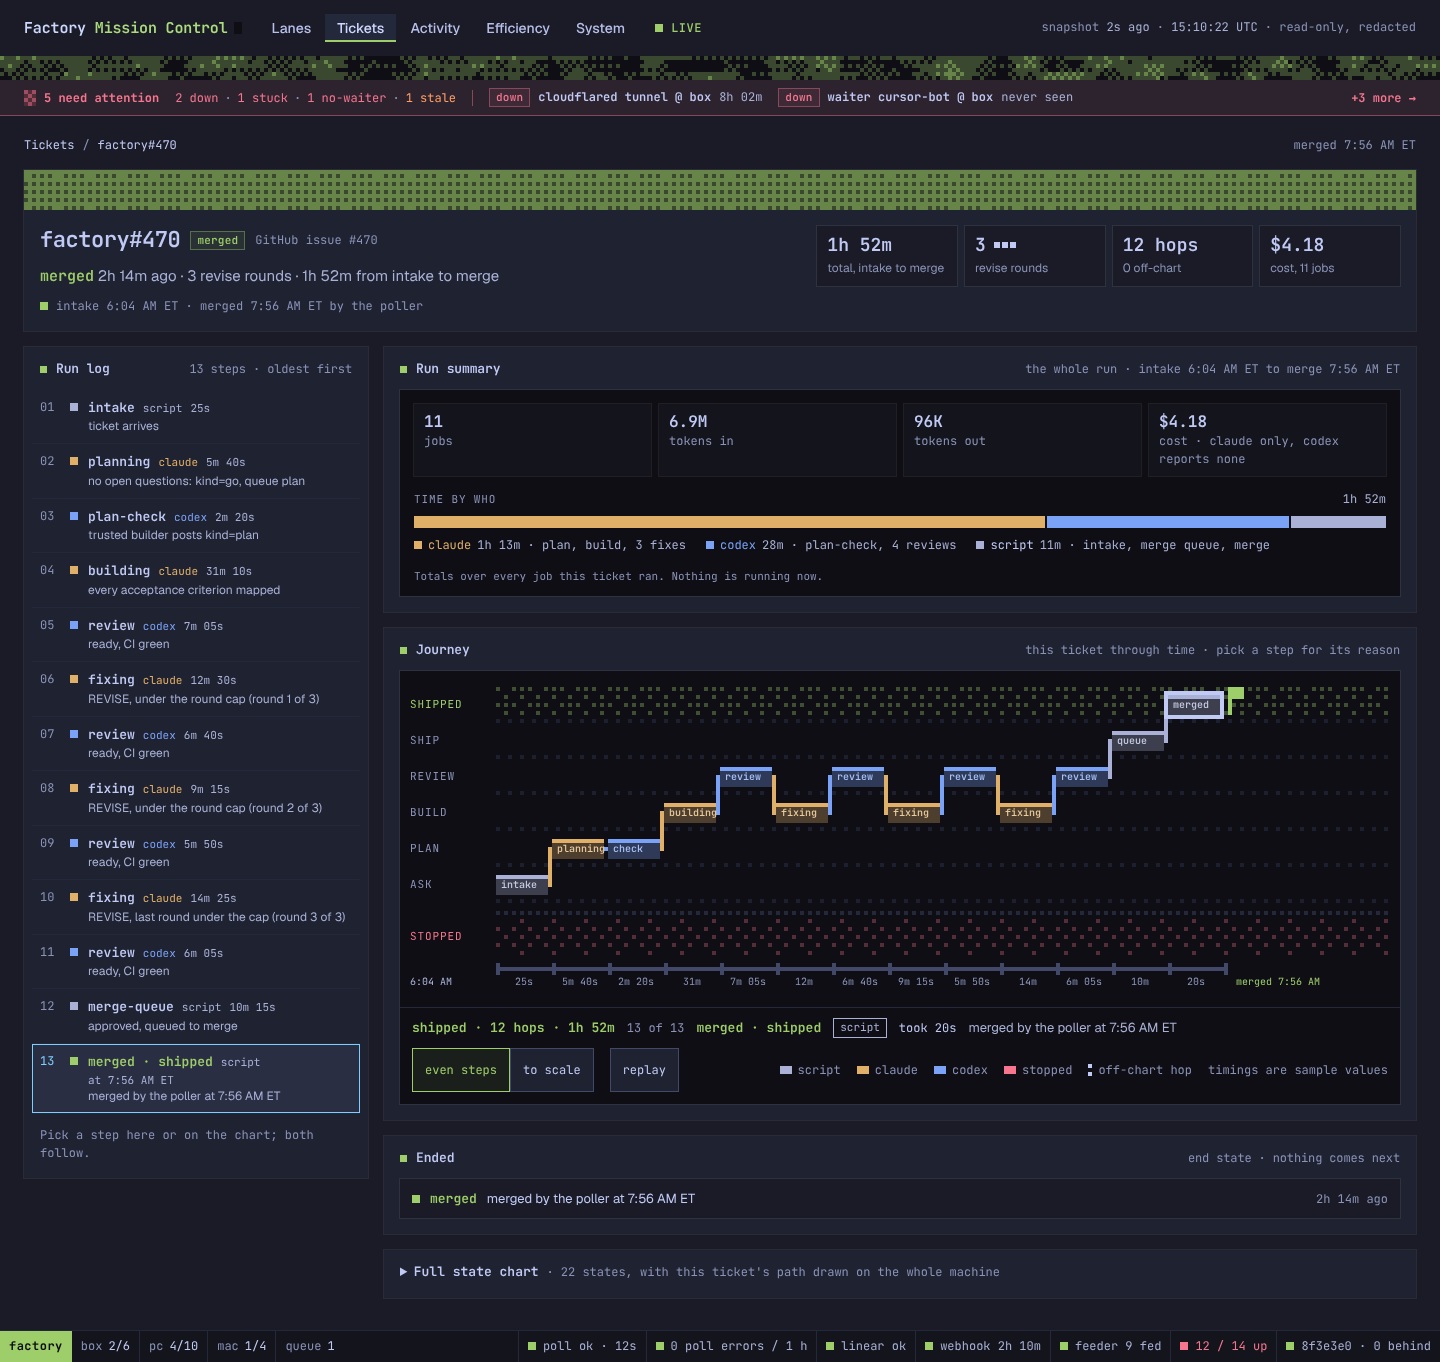 Factory Mission Control Lanes Tickets Activity Efficiency System LIVE snapshot 2s ago · 15:10:22 UTC · read-only, redacted
5 need attention 2 down · 1 stuck · 1 no-waiter · 1 stale down cloudflared tunnel @ box 8h 02m down waiter cursor-bot @ box never seen +3 more →
Tickets / factory#470 merged 7:56 AM ET
factory#470 merged GitHub issue #470
merged 2h 14m ago · 3 revise rounds · 1h 52m from intake to merge
intake 6:04 AM ET · merged 7:56 AM ET by the poller
1h 52m
total, intake to merge
3
revise rounds
12 hops
0 off-chart
$4.18
cost, 11 jobs
Run log 13 steps · oldest first
01 intake script 25s
ticket arrives
02 planning claude 5m 40s
no open questions: kind=go, queue plan
03 plan-check codex 2m 20s
trusted builder posts kind=plan
04 building claude 31m 10s
every acceptance criterion mapped
05 review codex 7m 05s
ready, CI green
06 fixing claude 12m 30s
REVISE, under the round cap (round 1 of 3)
07 review codex 6m 40s
ready, CI green
08 fixing claude 9m 15s
REVISE, under the round cap (round 2 of 3)
09 review codex 5m 50s
ready, CI green
10 fixing claude 14m 25s
REVISE, last round under the cap (round 3 of 3)
11 review codex 6m 05s
ready, CI green
12 merge-queue script 10m 15s
approved, queued to merge
13 merged · shipped script
at 7:56 AM ET
merged by the poller at 7:56 AM ET
Pick a step here or on the chart; both
follow.
Run summary the whole run · intake 6:04 AM ET to merge 7:56 AM ET
11
jobs
6.9M
tokens in
96K
tokens out
$4.18
cost · claude only, codex
reports none
TIME BY WHO 1h 52m
claude 1h 13m · plan, build, 3 fixes codex 28m · plan-check, 4 reviews script 11m · intake, merge queue, merge
Totals over every job this ticket ran. Nothing is running now.
Journey this ticket through time · pick a step for its reason
SHIPPED merged
SHIP queue
REVIEW review review review review
BUILD building fixing fixing fixing
PLAN planning check
ASK intake
STOPPED
6:04 AM 25s 5m 40s 2m 20s 31m 7m 05s 12m 6m 40s 9m 15s 5m 50s 14m 6m 05s 10m 20s merged 7:56 AM
shipped · 12 hops · 1h 52m 13 of 13 merged · shipped script took 20s merged by the poller at 7:56 AM ET
even steps to scale replay script claude codex stopped off-chart hop timings are sample values
Ended end state · nothing comes next
merged merged by the poller at 7:56 AM ET 2h 14m ago
Full state chart · 22 states, with this ticket's path drawn on the whole machine
factory box 2/6 pc 4/10 mac 1/4 queue 1 poll ok · 12s 0 poll errors / 1 h linear ok webhook 2h 10m feeder 9 fed 12 / 14 up 8f3e3e0 · 0 behind